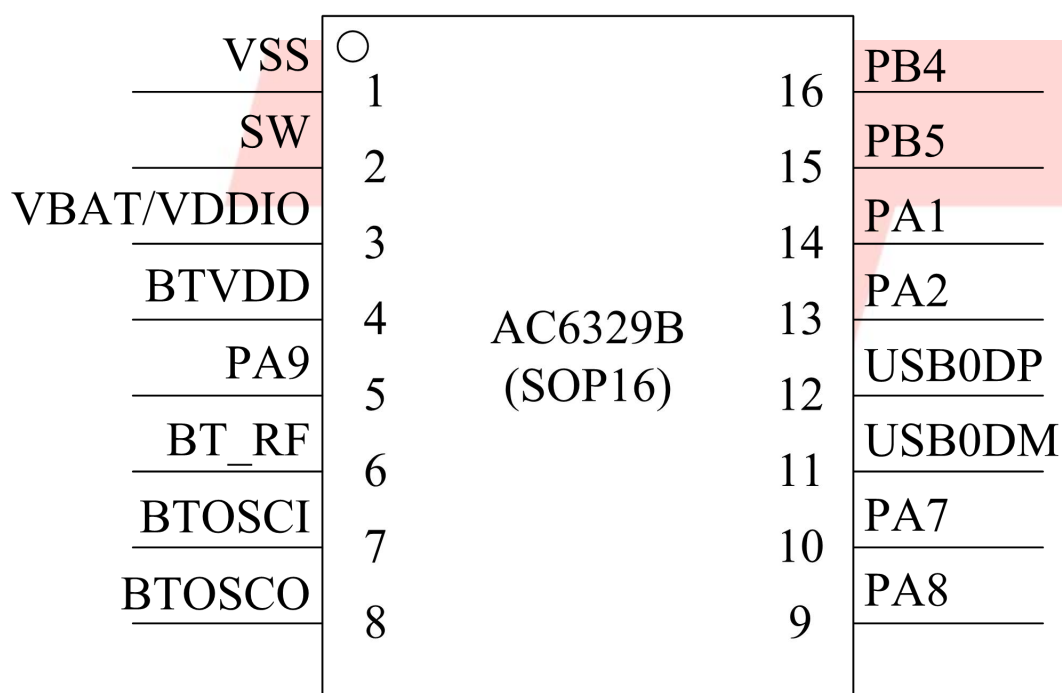 VSS
1
SW
2
VBAT/VDDIO
3
BTVDD
4
PA9
5
BT_RF
6
BTOSCI
7
BTOSCO
8
AC6329B
(SOP16)
16
PB4
15
PB5
14
PA1
13
PA2
12
USB0DP
11
USB0DM
10
PA7
9
PA8